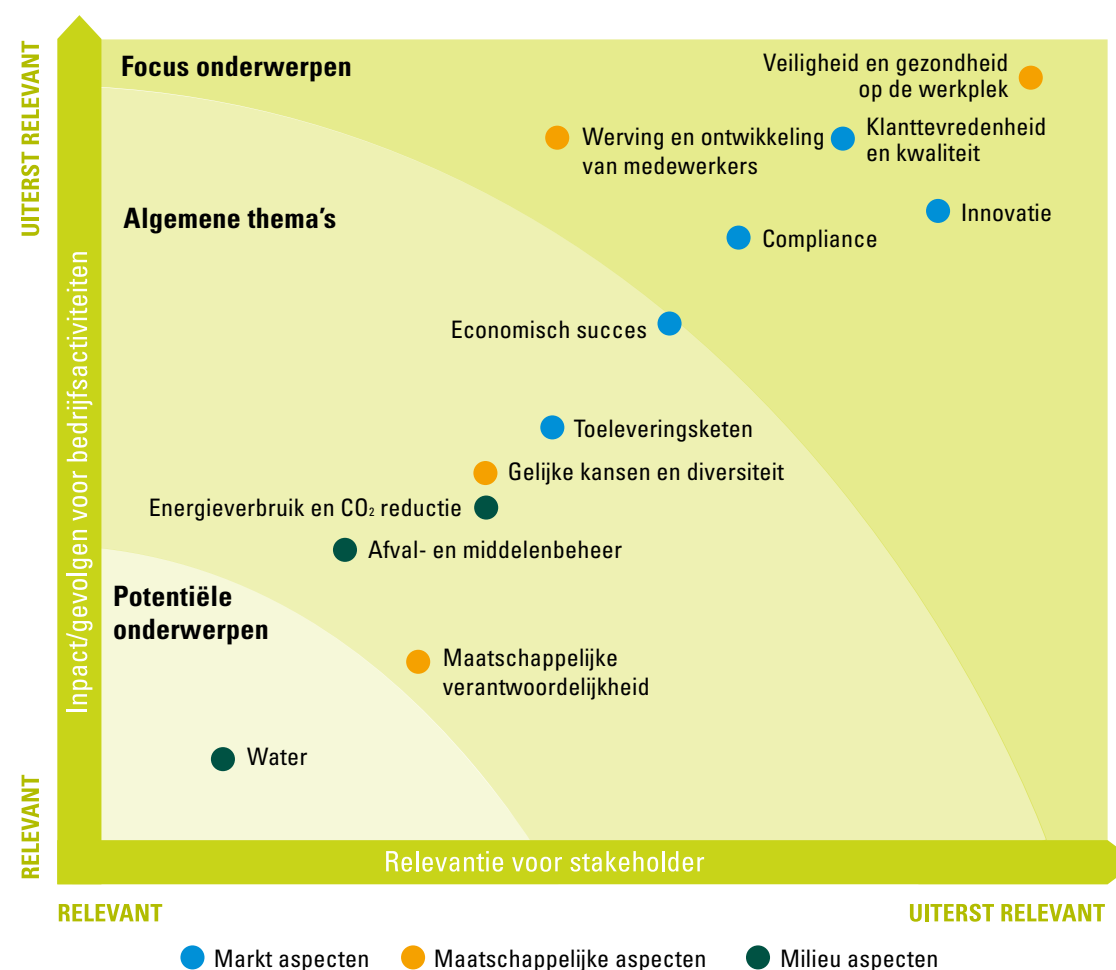 UITERST RELEVANT
Inpact/gevolgen voor bedrijfsactiviteiten
RELEVANT
Focus onderwerpen
Veiligheid en gezondheid
op de werkplek
Werving en ontwikkeling
van medewerkers
Klanttevredenheid
en kwaliteit
Algemene thema's
Innovatie
Compliance
Economisch succes
Toeleveringsketen
Gelijke kansen en diversiteit
Energieverbruik en CO₂ reductie
Afval- en middelenbeheer
Potentiële
onderwerpen
Maatschappelijke
verantwoordelijkheid
Water
Relevantie voor stakeholder
RELEVANT
UITERST RELEVANT
Markt aspecten
Maatschappelijke aspecten
Milieu aspecten